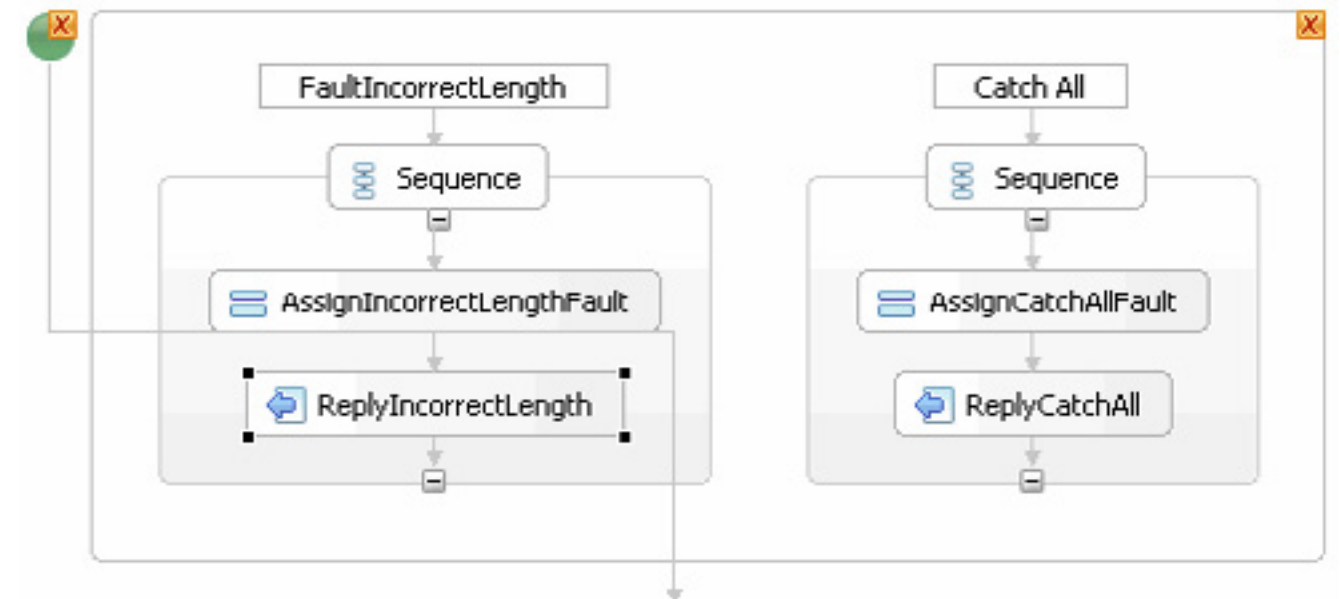 FaultIncorrectLength
Catch All
Sequence
Sequence
AssignIncorrectLengthFault
AssignCatchAllFault
ReplyIncorrectLength
ReplyCatchAll